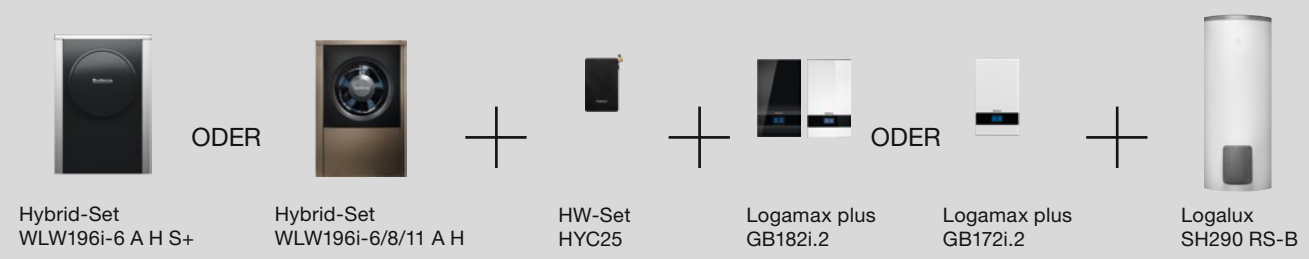 ODER
ODER
Hybrid-Set
WLW196i-6 A H S+
Hybrid-Set
WLW196i-6/8/11 A H
HW-Set
HYC25
Logamax plus
GB182i.2
Logamax plus
GB172i.2
Logalux
SH290 RS-B